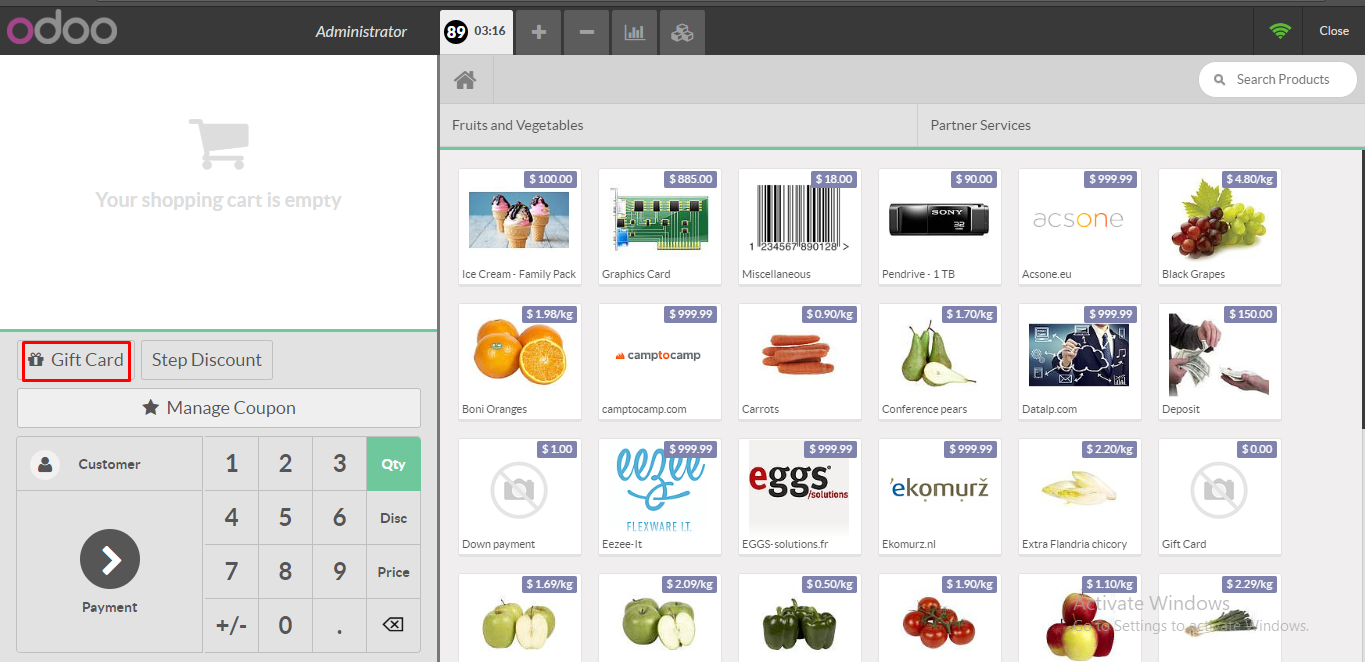 odoo
Administrator
89 03:16
Close
Search Products
Fruits and Vegetables
Partner Services
Your shopping cart is empty
Gift Card
Step Discount
Manage Coupon
Customer
1 2 3 Qty
4 5 6 Disc
7 8 9 Price
+/- 0 .
Payment
$ 100.00
Ice Cream - Family Pack
$ 885.00
Graphics Card
$ 18.00
1 234567 890128 >
Miscellaneous
$ 90.00
SONY
32
Pendrive - 1 TB
$ 999.99
acsone
Acsone.eu
$ 4.80/kg
Black Grapes
$ 1.98/kg
Boni Oranges
$ 999.99
camptocamp
camptocamp.com
$ 0.90/kg
Carrots
$ 1.70/kg
Conference pears
$ 999.99
Datalp.com
$ 150.00
Deposit
$ 1.00
Down payment
$ 999.99
eezee
FLEXWARE I.T.
Eezee-It
$ 999.99
eggs
/solutions
EGGS-solutions.fr
$ 999.99
ekomurz
Ekomurz.nl
$ 2.20/kg
Extra Flandria chicory
$ 0.00
Gift Card
$ 1.69/kg
$ 2.09/kg
$ 0.50/kg
$ 1.90/kg
$ 1.10/kg
$ 2.29/kg
Activate Windows
Go to Settings to activate Windows.